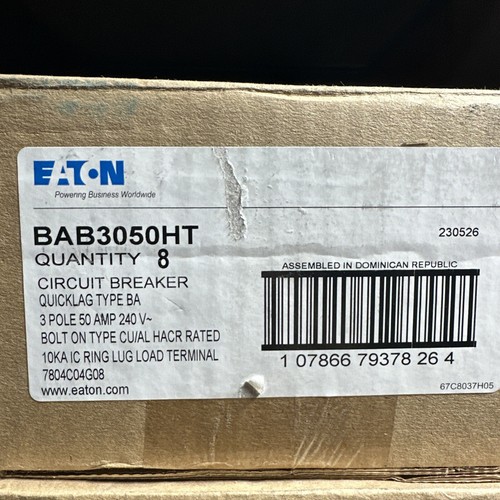 EATON
Powering Business Worldwide
BAB3050HT
230526
QUANTITY 8
CIRCUIT BREAKER
ASSEMBLED IN DOMINICAN REPUBLIC
QUICKLAG TYPE BA
3 POLE 50 AMP 240 V~
BOLT ON TYPE CU/AL HACR RATED
10KA IC RING LUG LOAD TERMINAL
1 07866 79378 26 4
7804C04G08
www.eaton.com
67C8037H05